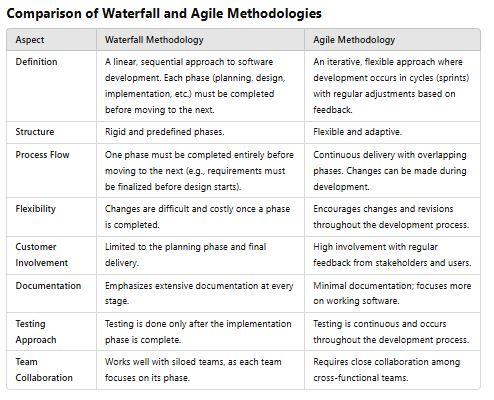 Comparison of Waterfall and Agile Methodologies
Aspect Waterfall Methodology Agile Methodology
Definition
A linear, sequential approach to software
development. Each phase (planning, design,
implementation, etc.) must be completed
before moving to the next.
An iterative, flexible approach where
development occurs in cycles (sprints)
with regular adjustments based on
feedback.
Structure
Rigid and predefined phases.
Flexible and adaptive.
Process Flow
One phase must be completed entirely before
moving to the next (e.g., requirements must
be finalized before design starts).
Continuous delivery with overlapping
phases. Changes can be made during
development.
Flexibility
Changes are difficult and costly once a phase
is completed.
Encourages changes and revisions
throughout the development process.
Customer
Involvement
Limited to the planning phase and final
delivery.
High involvement with regular
feedback from stakeholders and users.
Documentation
Emphasizes extensive documentation at every
stage.
Minimal documentation; focuses more
on working software.
Testing
Approach
Testing is done only after the implementation
phase is complete.
Testing is continuous and occurs
throughout the development process.
Team
Collaboration
Works well with siloed teams, as each team
focuses on its phase.
Requires close collaboration among
cross-functional teams.